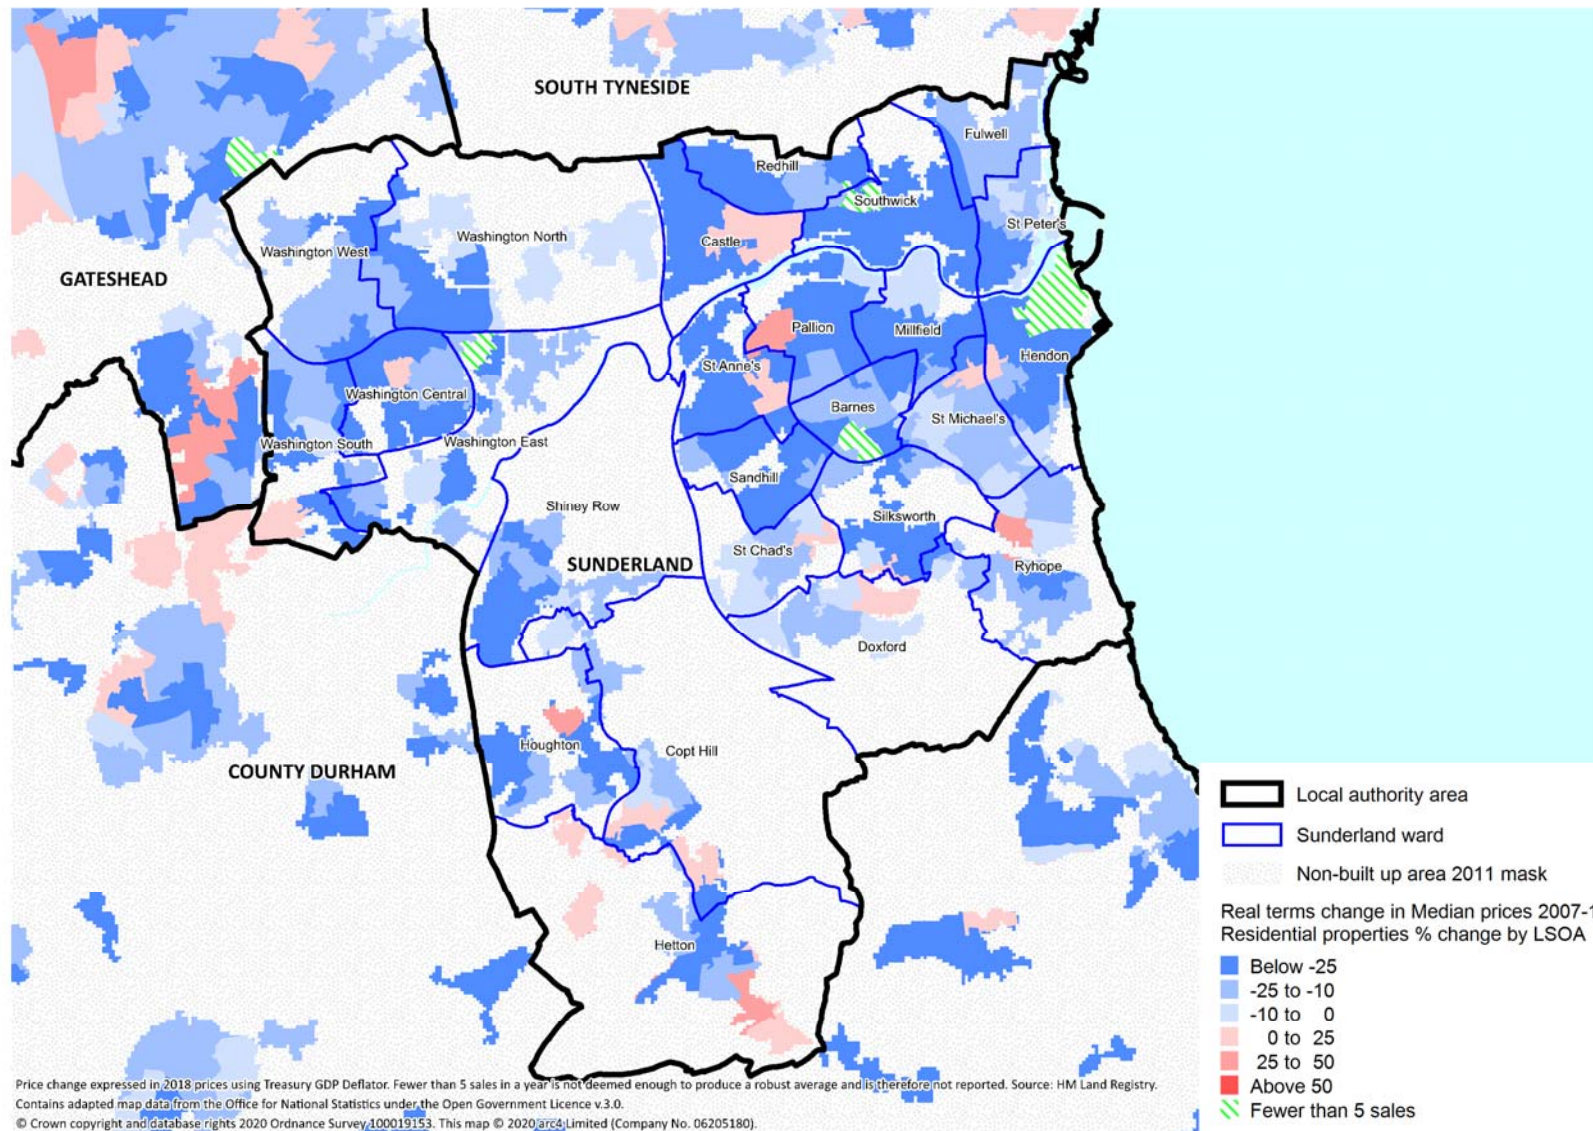 SOUTH TYNESIDE
Fulwell
Redhill
Southwick
St Peter's
Washington North
Castle
Washington West
GATESHEAD
Pallion
Millfield
Hendon
St Anne's
Washington Central
Barnes
St Michael's
Washington South
Washington East
Sandhill
Shiney Row
Silksworth
St Chad's
SUNDERLAND
Ryhope
Doxford
Houghton
Copt Hill
COUNTY DURHAM
Hetton
Local authority area
Sunderland ward
Non-built up area 2011 mask
Real terms change in Median prices 2007-1
Residential properties % change by LSOA
Below -25
-25 to -10
-10 to 0
0 to 25
25 to 50
Above 50
Fewer than 5 sales
Price change expressed in 2018 prices using Treasury GDP Deflator. Fewer than 5 sales in a year is not deemed enough to produce a robust average and is therefore not reported. Source: HM Land Registry.
Contains adapted map data from the Office for National Statistics under the Open Government Licence v.3.0.
© Crown copyright and database rights 2020 Ordnance Survey 100019153. This map © 2020 arc4 Limited (Company No. 06205180).